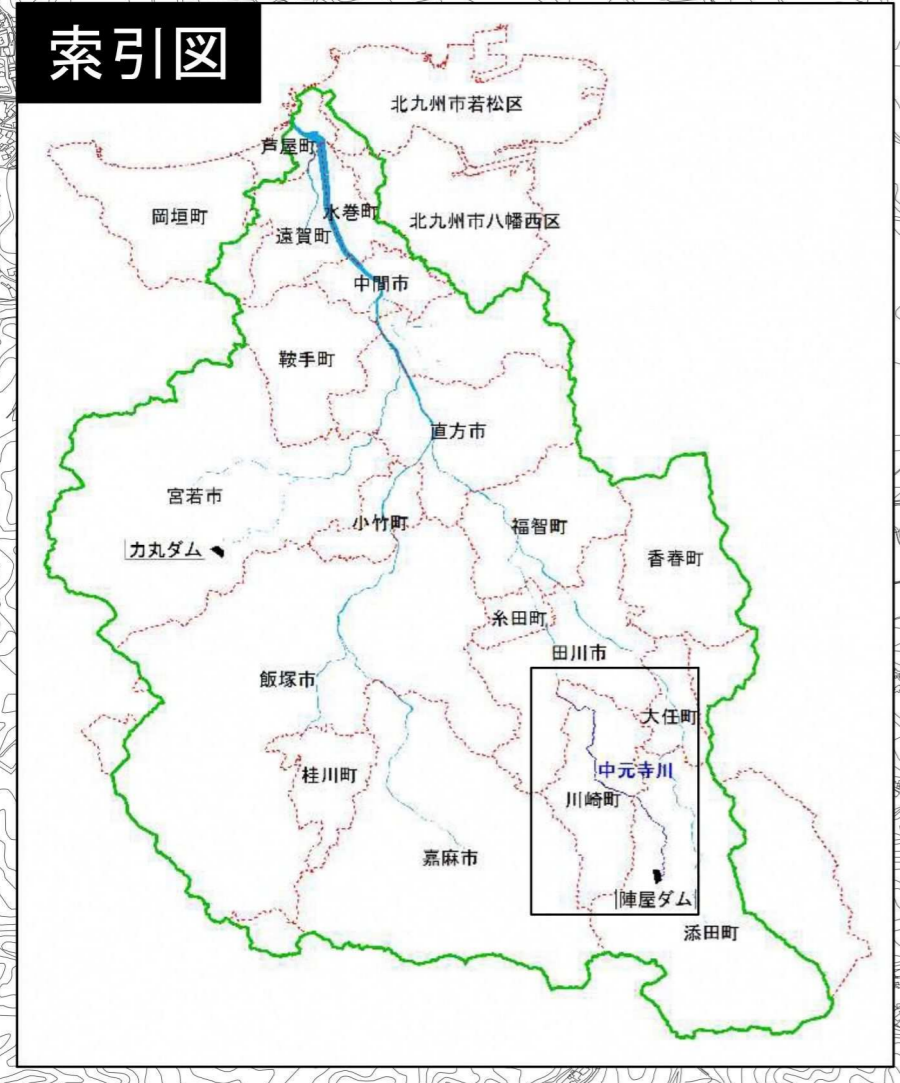 索引図
北九州市若松区
芦屋町
岡垣町
水巻町
北九州市八幡西区
遠賀町
中間市
鞍手町
直方市
宮若市
小竹町
福智町
力丸ダム
香春町
糸田町
田川市
飯塚市
大任町
中元寺川
桂川町
川崎町
嘉麻市
陣屋ダム
添田町